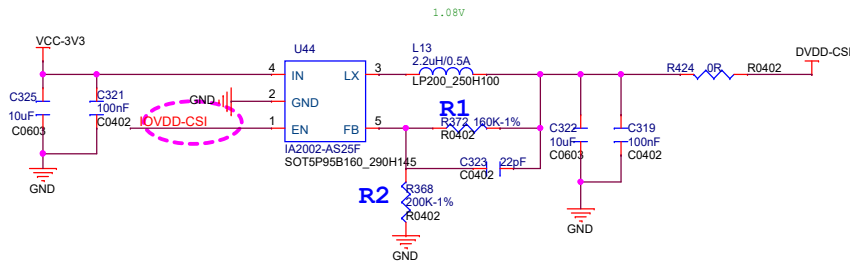 1.08V
VCC-3V3
U44
L13
2.2uH/0.5A
LP200_250H100
DVDD-CSI
R424
0R
R0402
4
IN
LX
3
2
GND
GND
1
EN
FB
5
IOVDD-CSI
C325
10uF
C0603
C321
100nF
C0402
GND
IA2002-AS25F
SOT5P95B160_290H145
R1
R372
160K-1%
R0402
C323
22pF
C0402
C322
10uF
C0603
C319
100nF
C0402
R2
R368
200K-1%
R0402
GND
GND